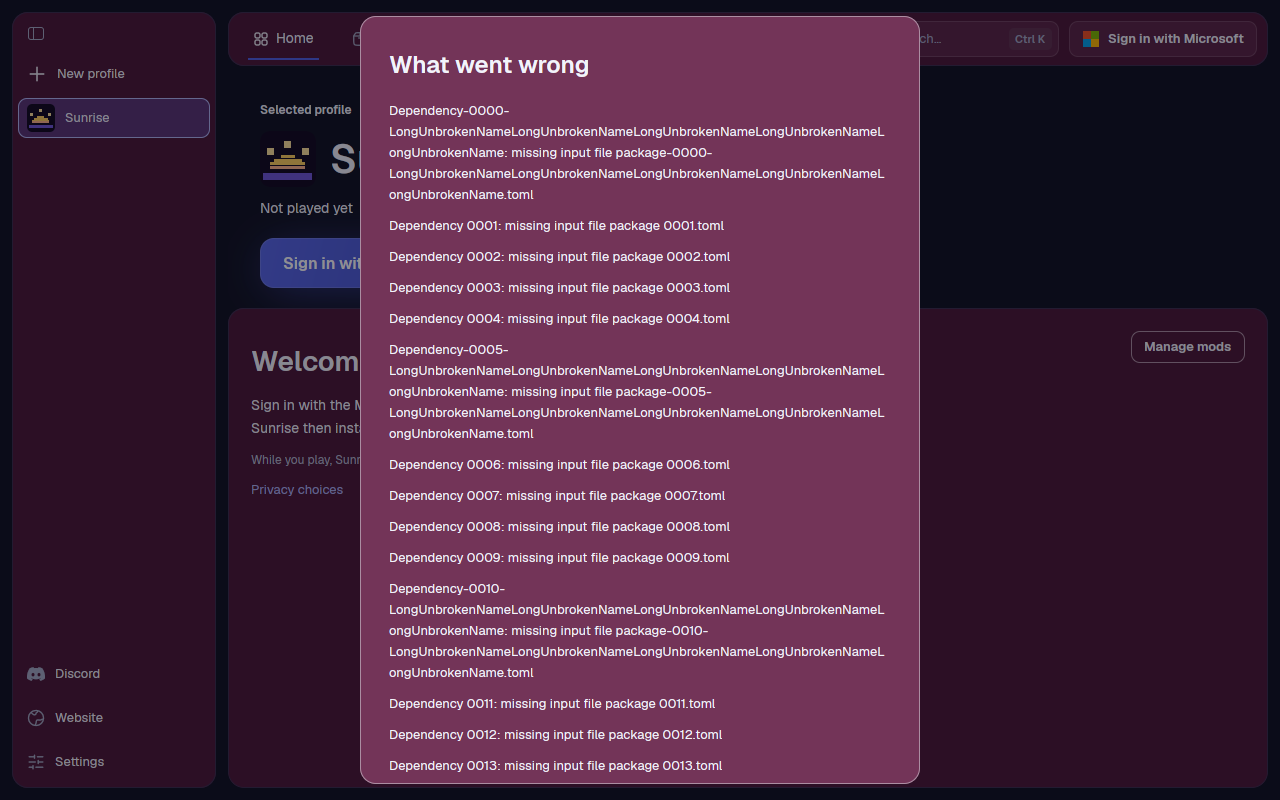 New profile
Sunrise
Discord
Website
Settings
Home
Ctrl K
Sign in with Microsoft
Selected profile
Not played yet
Sign in
Sign in with the
Sunrise then
While you play,
Privacy choices
Manage mods
What went wrong
Dependency-0000-
LongUnbrokenNameLongUnbrokenNameLongUnbrokenNameLongUnbrokenNameL
ongUnbrokenName: missing input file package-0000-
LongUnbrokenNameLongUnbrokenNameLongUnbrokenNameLongUnbrokenNameL
ongUnbrokenName.toml
Dependency 0001: missing input file package 0001.toml
Dependency 0002: missing input file package 0002.toml
Dependency 0003: missing input file package 0003.toml
Dependency 0004: missing input file package 0004.toml
Dependency-0005-
LongUnbrokenNameLongUnbrokenNameLongUnbrokenNameLongUnbrokenNameL
ongUnbrokenName: missing input file package-0005-
LongUnbrokenNameLongUnbrokenNameLongUnbrokenNameLongUnbrokenNameL
ongUnbrokenName.toml
Dependency 0006: missing input file package 0006.toml
Dependency 0007: missing input file package 0007.toml
Dependency 0008: missing input file package 0008.toml
Dependency 0009: missing input file package 0009.toml
Dependency-0010-
LongUnbrokenNameLongUnbrokenNameLongUnbrokenNameLongUnbrokenNameL
ongUnbrokenName: missing input file package-0010-
LongUnbrokenNameLongUnbrokenNameLongUnbrokenNameLongUnbrokenNameL
ongUnbrokenName.toml
Dependency 0011: missing input file package 0011.toml
Dependency 0012: missing input file package 0012.toml
Dependency 0013: missing input file package 0013.toml